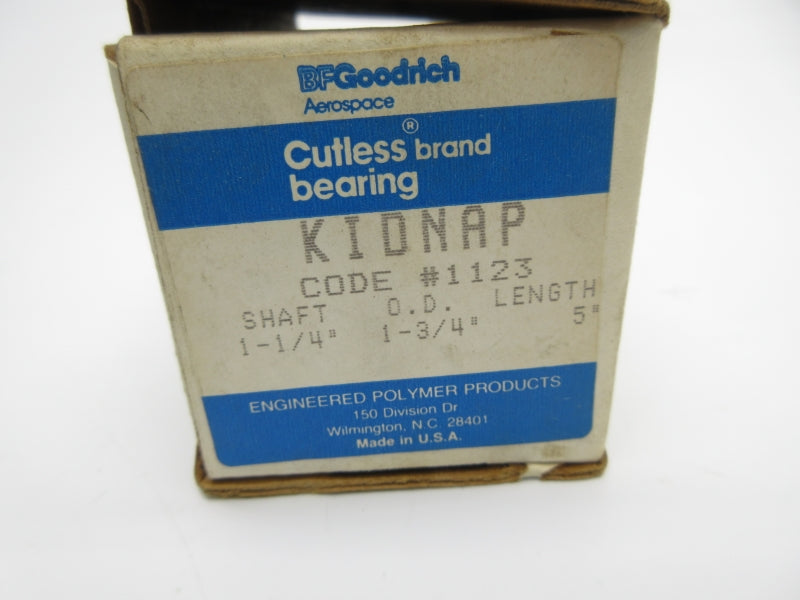 BFGoodrich
Aerospace
Cutless® brand
bearing
KIDNAP
CODE #1123
SHAFT O.D. LENGTH
1-1/4" 1-3/4" 5"
ENGINEERED POLYMER PRODUCTS
150 Division Dr
Wilmington, N.C. 28401
Made in U.S.A.